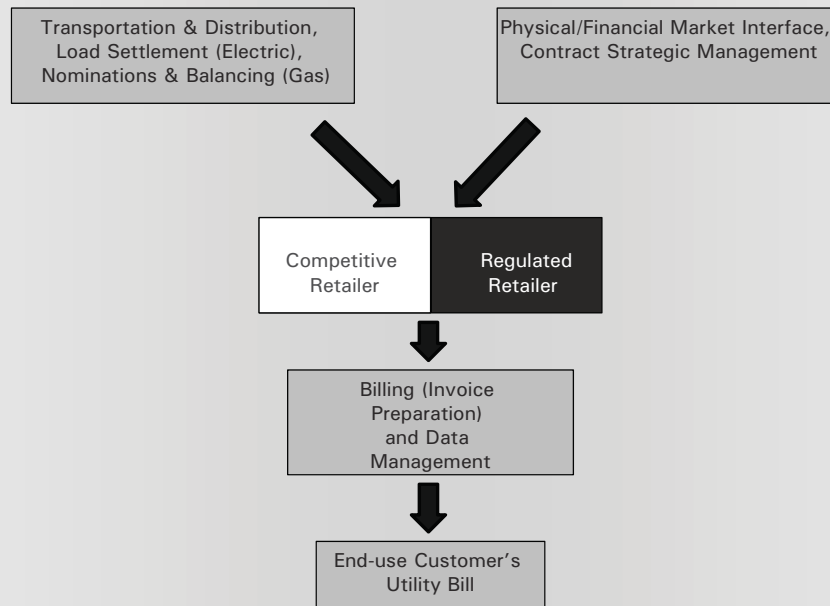 Transportation & Distribution,
Load Settlement (Electric),
Nominations & Balancing (Gas)
Physical/Financial Market Interface,
Contract Strategic Management
Competitive
Retailer
Regulated
Retailer
Billing (Invoice
Preparation)
and Data
Management
End-use Customer’s
Utility Bill